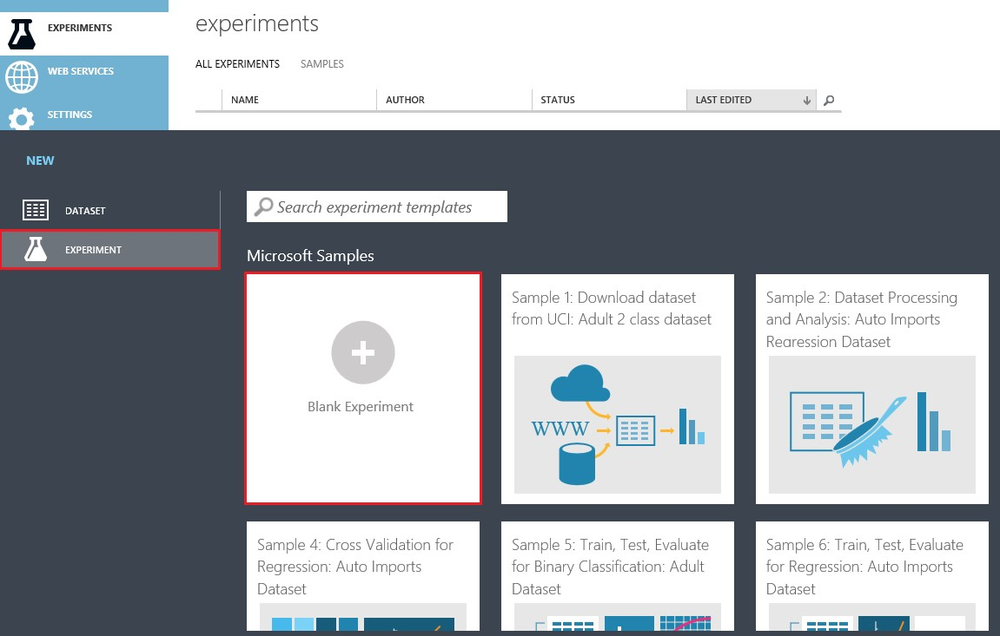 EXPERIMENTS
WEB SERVICES
SETTINGS
experiments
ALL EXPERIMENTS SAMPLES
NAME AUTHOR STATUS LAST EDITED
NEW
DATASET
EXPERIMENT
Search experiment templates
Microsoft Samples
Blank Experiment
Sample 1: Download dataset
from UCI: Adult 2 class dataset
WWW
Sample 2: Dataset Processing
and Analysis: Auto Imports
Regression Dataset
Sample 4: Cross Validation for
Regression: Auto Imports
Dataset
Sample 5: Train, Test, Evaluate
for Binary Classification: Adult
Dataset
Sample 6: Train, Test, Evaluate
for Regression: Auto Imports
Dataset